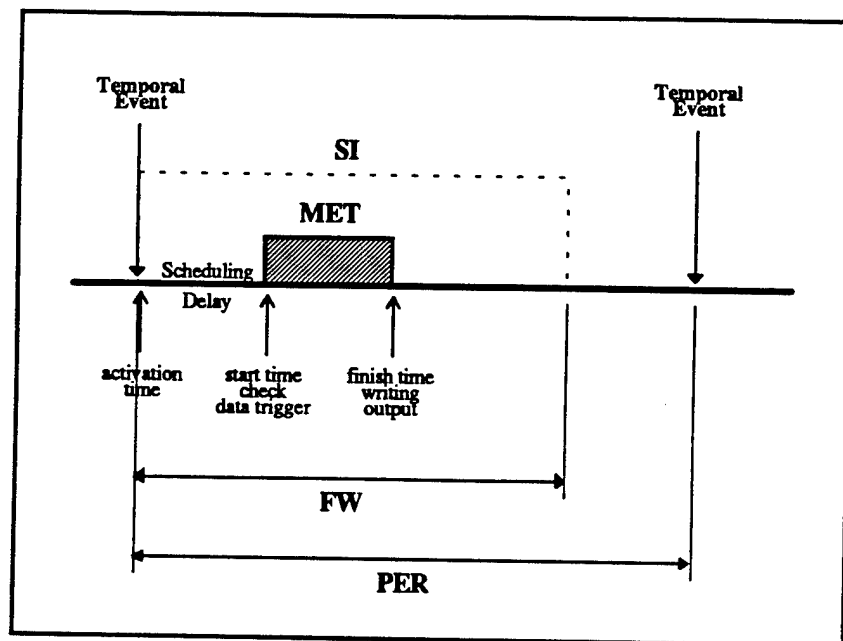 Temporal
Event
Temporal
Event
SI
MET
Scheduling
Delay
activation
time
start time
check
data trigger
finish time
writing
output
FW
PER